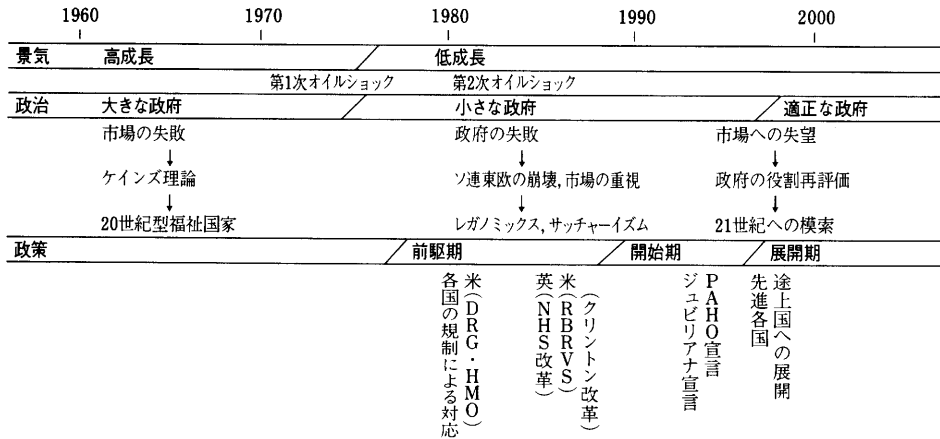 1960 1970 1980 1990 2000
景気 高成長 低成長
第1次オイルショック 第2次オイルショック
政治 大きな政府 小さな政府 適正な政府
市場の失敗 政府の失敗 市場への失望
↓ ↓ ↓
ケインズ理論 ソ連東欧の崩壊,市場の重視 政府の役割再評価
↓ ↓ ↓
20世紀型福祉国家 レガノミックス,サッチャーイズム 21世紀への模索
政策 前駆期 開始期 展開期
米(DRG・HMO)
各国の規制による対応
(クリントン改革)
米(RBRVS)
英(NHS改革)
PAHO宣言
ジュビリアナ宣言
途上国への展開
先進各国